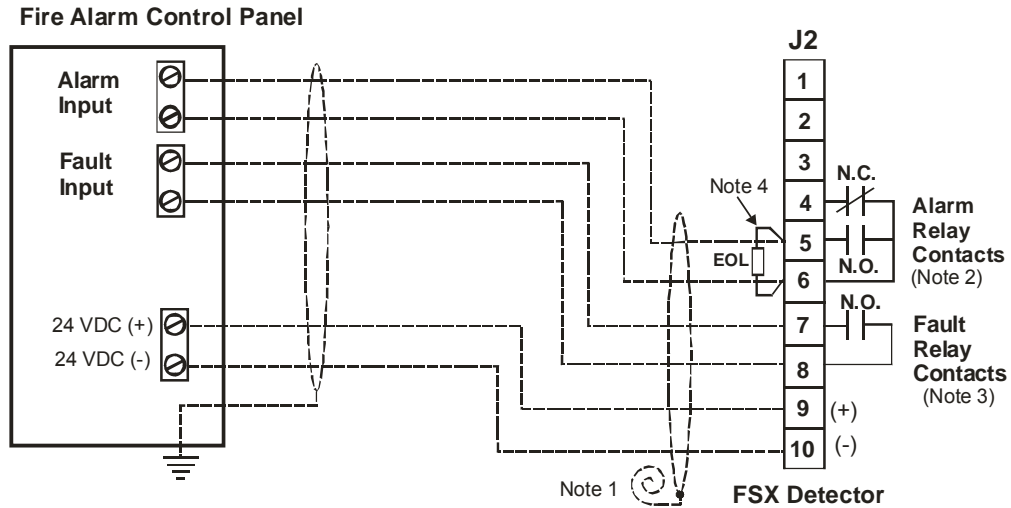 Fire Alarm Control Panel
J2
Alarm
Input
Fault
Input
24 VDC (+)
24 VDC (-)
1
2
3
4
5
6
7
8
9
10
(+)
(-)
N.C.
N.O.
N.O.
Note 4
EOL
Alarm
Relay
Contacts
(Note 2)
Fault
Relay
Contacts
(Note 3)
Note 1
FSX Detector